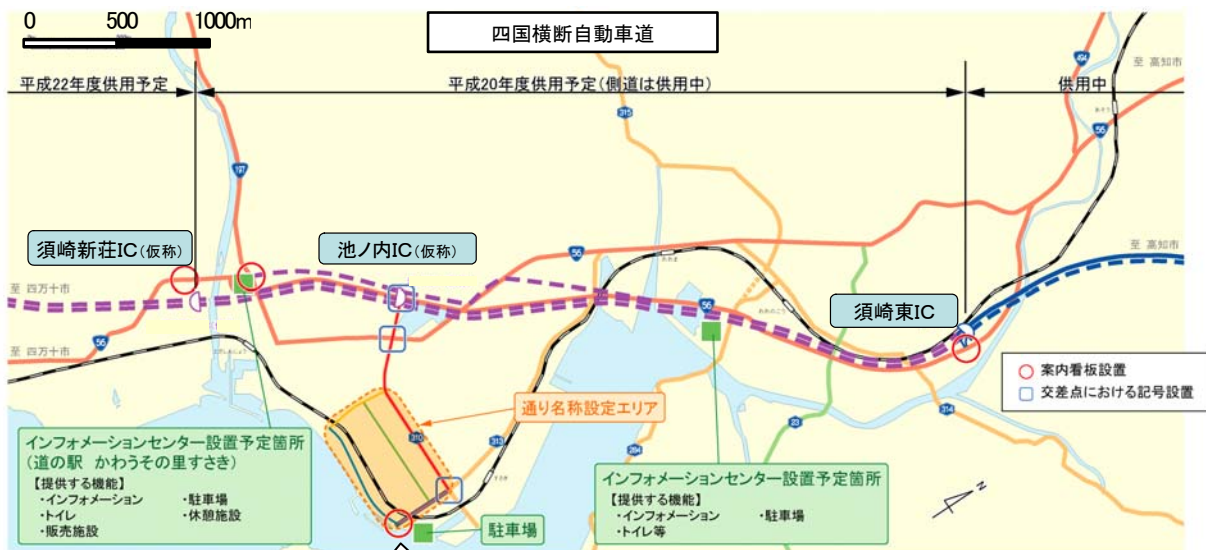 0 500 1000m
四国横断自動車道
平成22年度供用予定
平成20年度供用予定(側道は供用中)
供用中
至 高知市
494
315
56
197
須崎新荘IC(仮称)
池ノ内IC(仮称)
56
至 高知市
至 四万十市
56
須崎東IC
56
至 四万十市
案内看板設置
交差点における記号設置
通り名称設定エリア
310
313
284
23
314
インフォメーションセンター設置予定箇所
(道の駅 かわうその里すさき)
【提供する機能】
・インフォメーション ・駐車場
・トイレ ・休憩施設
・販売施設
駐車場
インフォメーションセンター設置予定箇所
【提供する機能】
・インフォメーション ・駐車場
・トイレ等
N